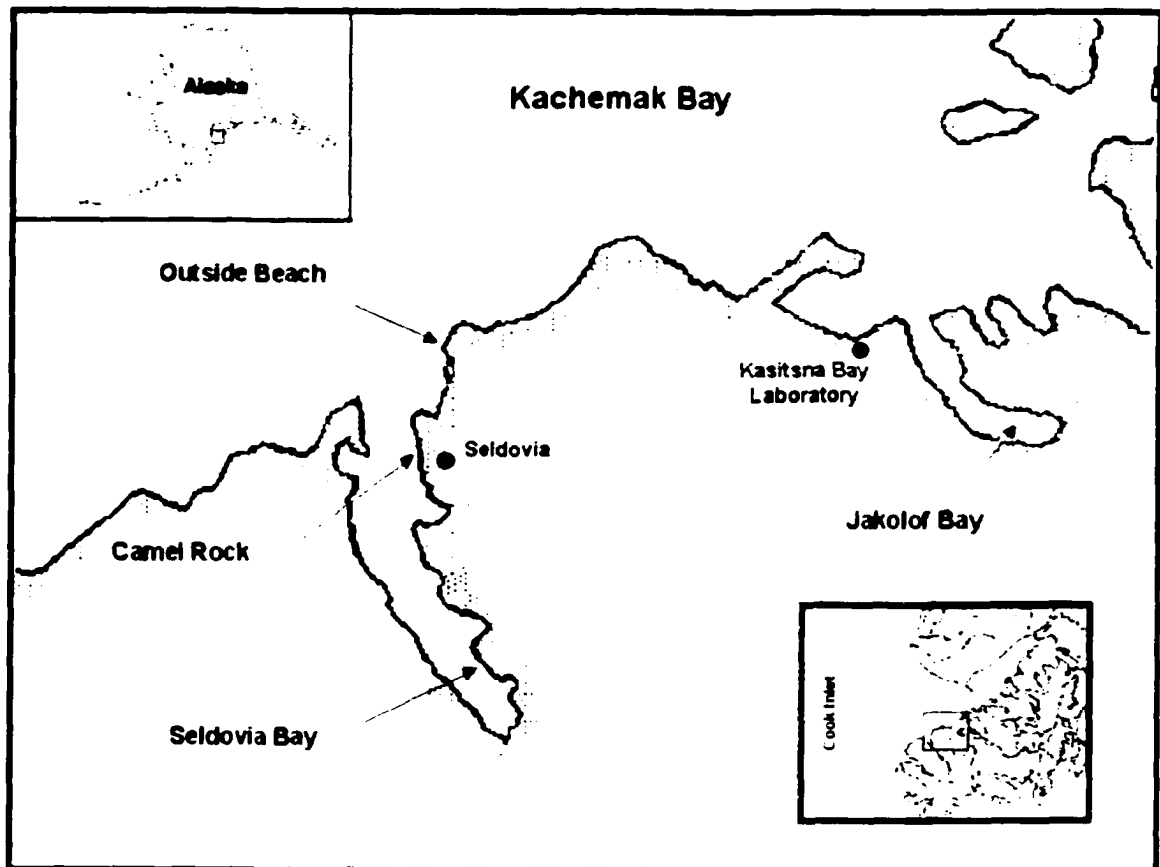 Alaska
Kachemak Bay
Outside Beach
Kasitsna Bay
Laboratory
Seldovia
Jakolof Bay
Camel Rock
Seldovia Bay
Cook Inlet